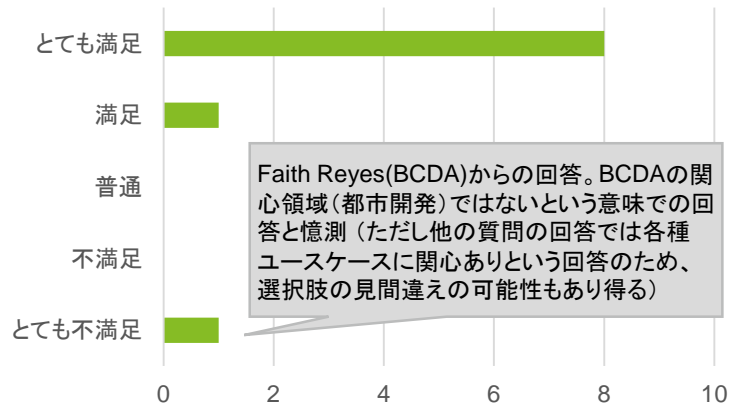 とても満足
満足
普通
不満足
とても不満足
Faith Reyes(BCDA)からの回答。BCDAの関
心領域（都市開発）ではないという意味での回
答と憶測 （ただし他の質問の回答では各種
ユースケースに関心ありという回答のため、
選択肢の見間違えの可能性もあり得る）
0 2 4 6 8 10